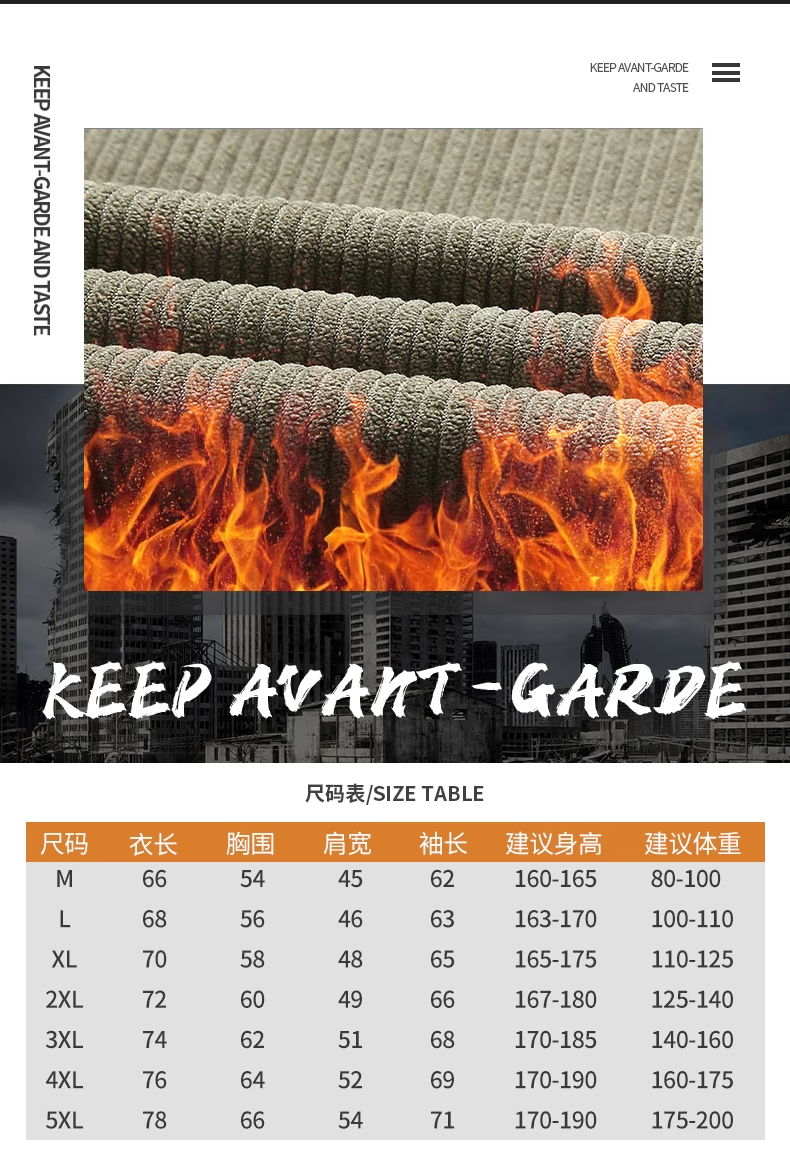 KEEP AVANT-GARDE
AND TASTE
KEEP AVANT-GARDE AND TASTE
KEEP AVANT-GARDE
尺码表/SIZE TABLE
尺码 衣长 胸围 肩宽 袖长 建议身高 建议体重
M 66 54 45 62 160-165 80-100
L 68 56 46 63 163-170 100-110
XL 70 58 48 65 165-175 110-125
2XL 72 60 49 66 167-180 125-140
3XL 74 62 51 68 170-185 140-160
4XL 76 64 52 69 170-190 160-175
5XL 78 66 54 71 170-190 175-200